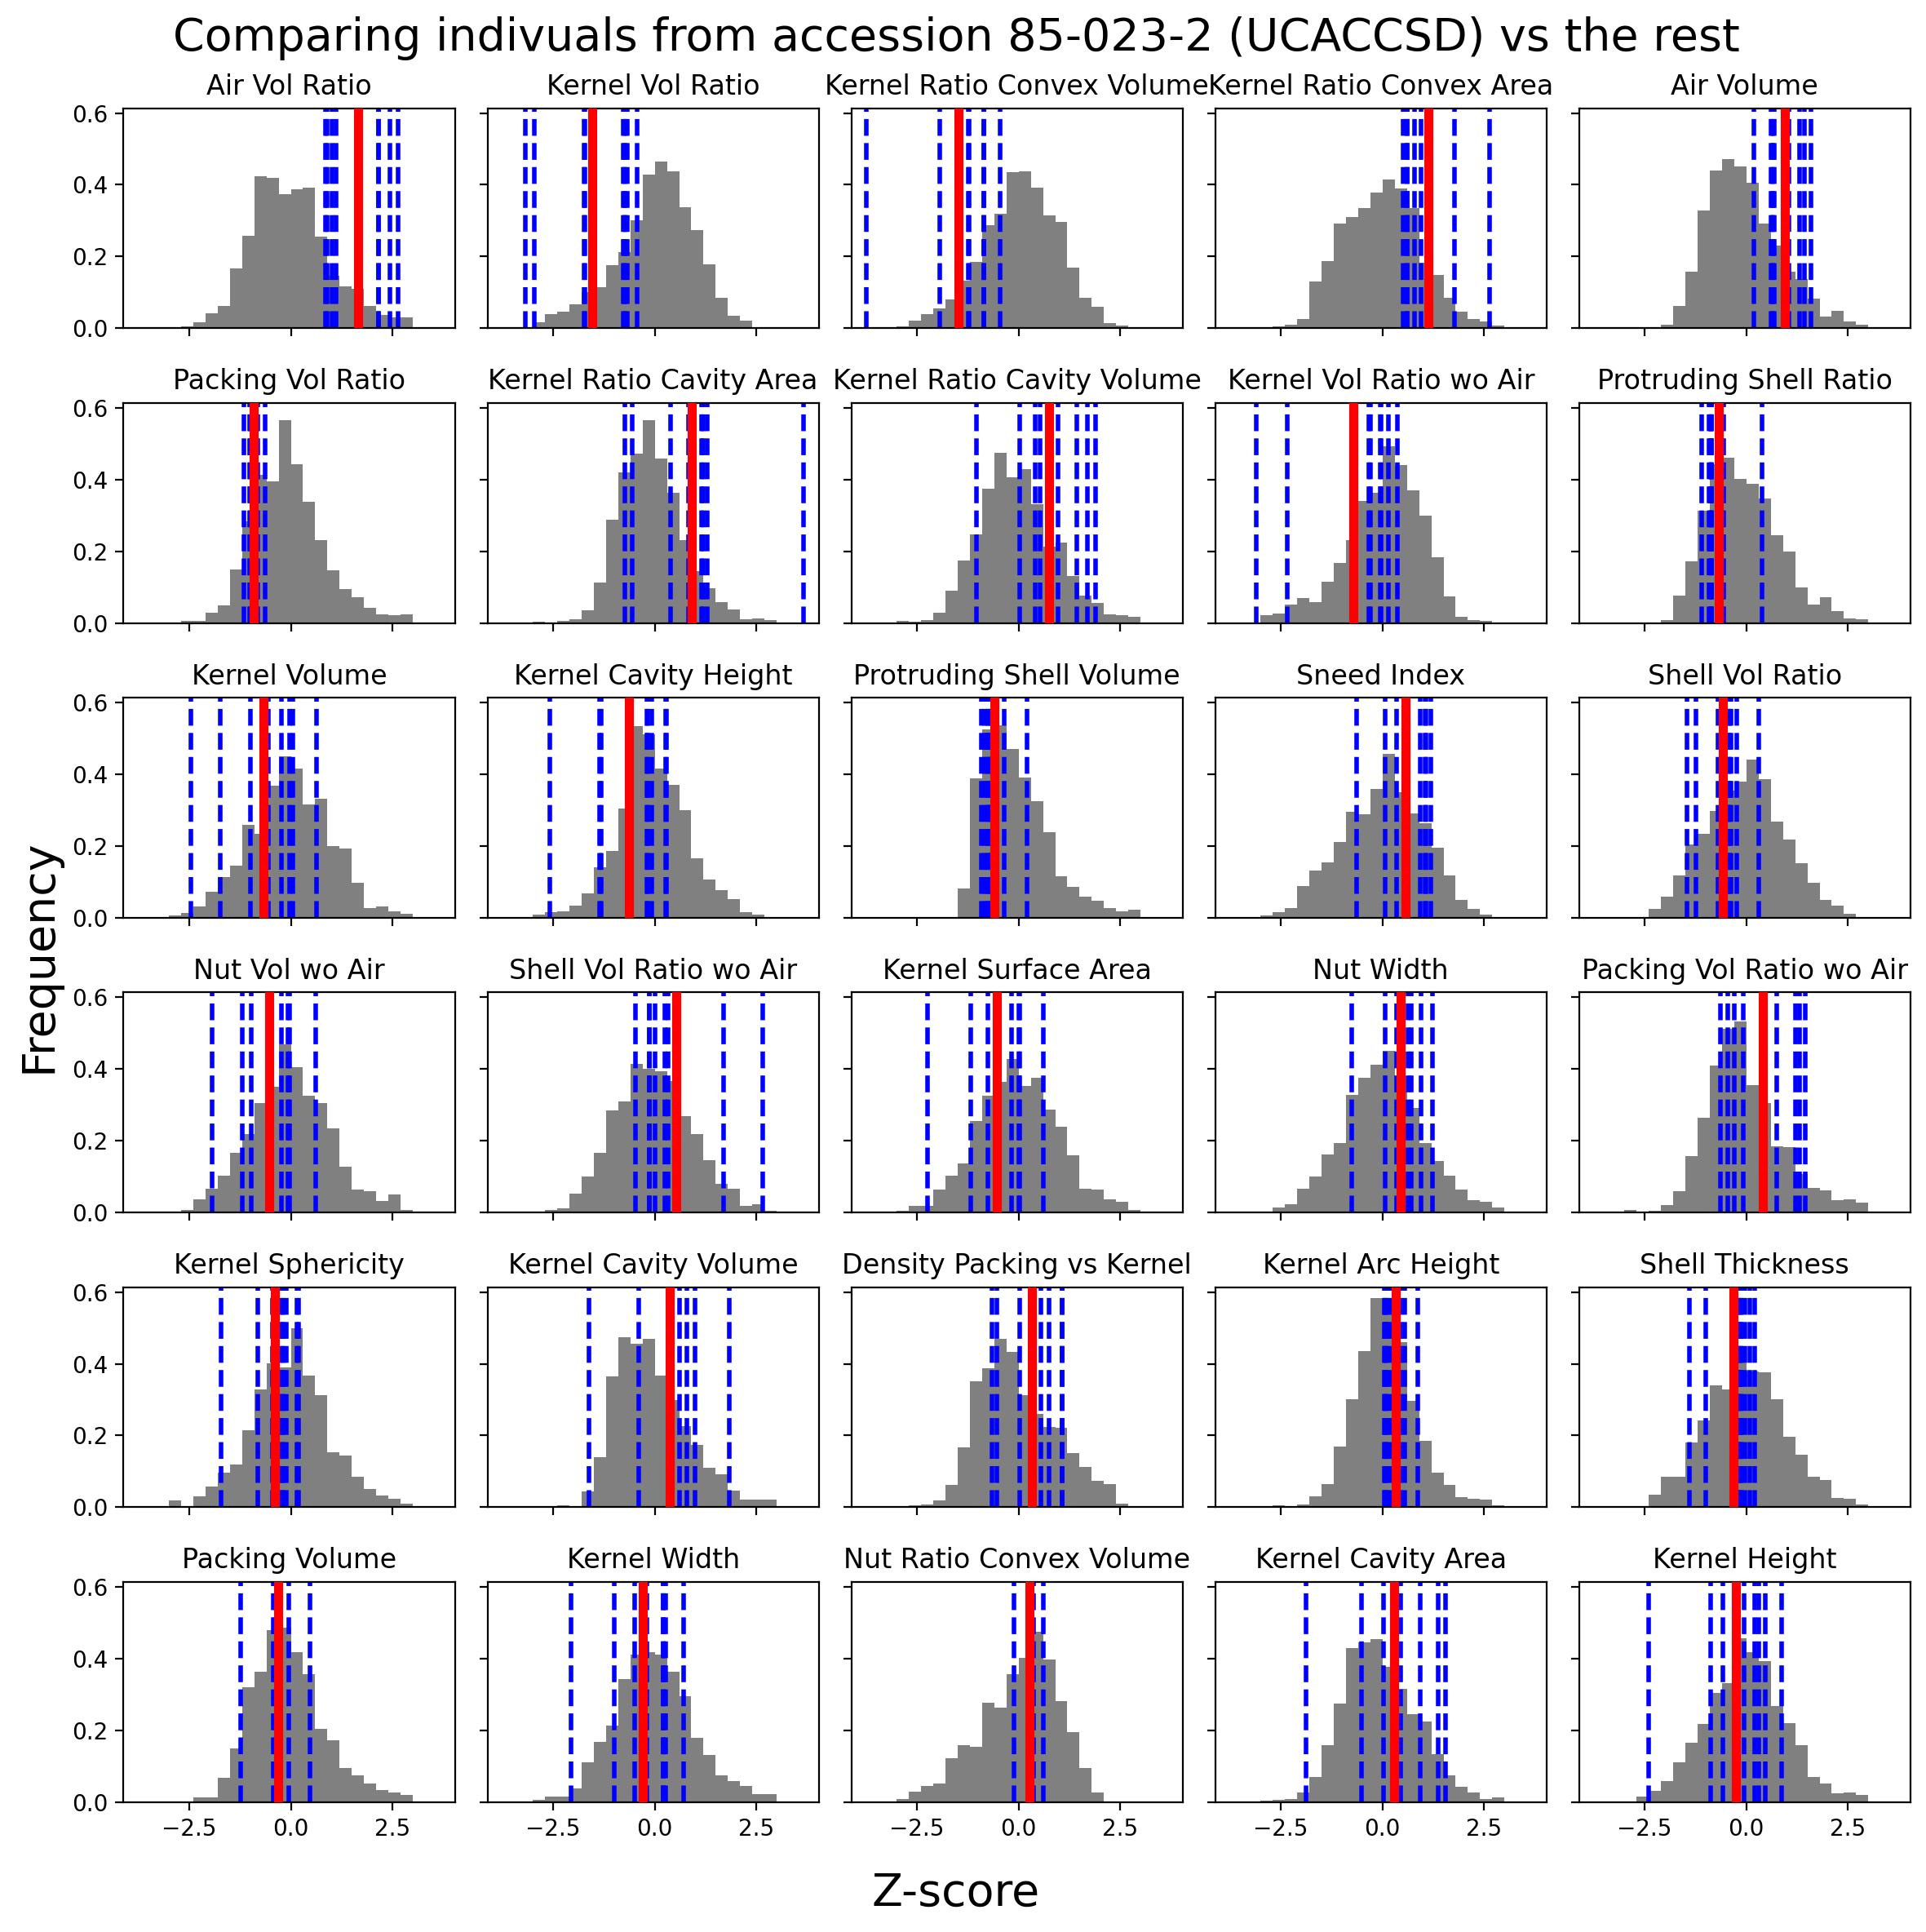 Comparing indivuals from accession 85-023-2 (UCACCSD) vs the rest
Air Vol Ratio
Kernel Vol Ratio
Kernel Ratio Convex Volume
Kernel Ratio Convex Area
Air Volume
0.6
0.4
0.2
0.0
Packing Vol Ratio
Kernel Ratio Cavity Area
Kernel Ratio Cavity Volume
Kernel Vol Ratio wo Air
Protruding Shell Ratio
0.6
0.4
0.2
0.0
Kernel Volume
Kernel Cavity Height
Protruding Shell Volume
Sneed Index
Shell Vol Ratio
0.6
0.4
0.2
0.0
Frequency
Nut Vol wo Air
Shell Vol Ratio wo Air
Kernel Surface Area
Nut Width
Packing Vol Ratio wo Air
0.6
0.4
0.2
0.0
Kernel Sphericity
Kernel Cavity Volume
Density Packing vs Kernel
Kernel Arc Height
Shell Thickness
0.6
0.4
0.2
0.0
Packing Volume
Kernel Width
Nut Ratio Convex Volume
Kernel Cavity Area
Kernel Height
0.6
0.4
0.2
0.0
−2.5 0.0 2.5
−2.5 0.0 2.5
−2.5 0.0 2.5
−2.5 0.0 2.5
−2.5 0.0 2.5
Z-score